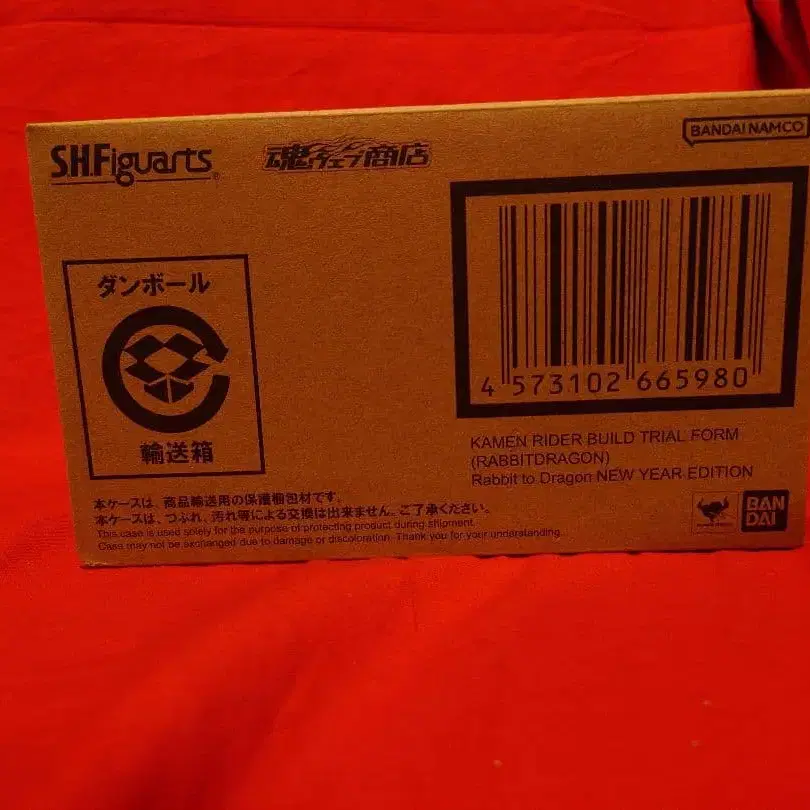 S.H.Figuarts
魂ウェブ商店
BANDAI NAMCO
ダンボール
輸送箱
4 573102 665980
KAMEN RIDER BUILD TRIAL FORM
(RABBITDRAGON)
Rabbit to Dragon NEW YEAR EDITION
本ケースは、商品輸送用の保護梱包材です。
本ケースは、つぶれ、汚れ等による交換は出来ません。ご了承ください。
This case is used solely for the purpose of protecting product during shipment.
Case may not be exchanged due to damage or discoloration. Thank you for your understanding.
BAN
DAI